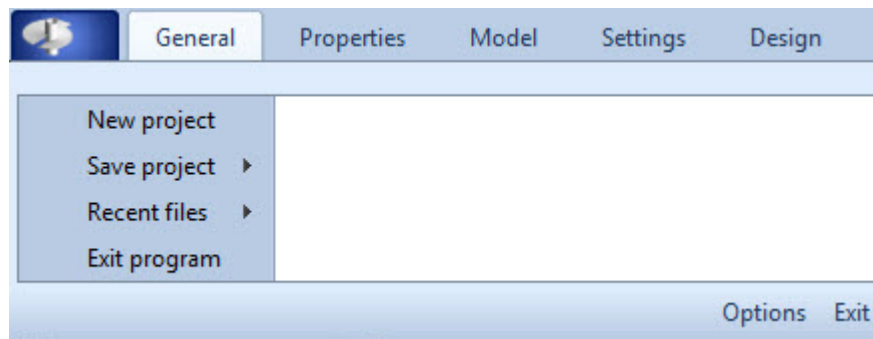 General Properties Model Settings Design
New project
Save project
Recent files
Exit program
Options Exit